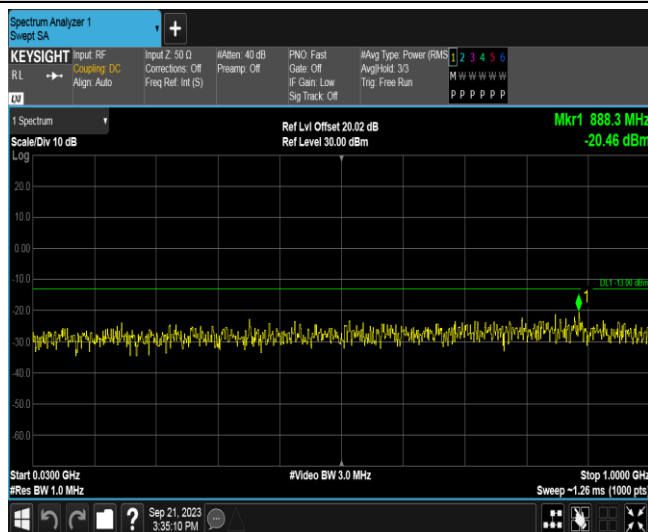 Spectrum Analyzer 1
Swept SA
+
KEYSIGHT Input: RF Input Z: 50 Ω #Atten: 40 dB PNO: Fast #Avg Type: Power (RMS 1 2 3 4 5 6
RL Coupling: DC Corrections: Off Preamp: Off Gate: Off Avg|Hold: 3/3 M W W W W W
Align: Auto Freq Ref: Int (S) IF Gain: Low Trig: Free Run
LXI Sig Track: Off P P P P P P
1 Spectrum Ref Lvl Offset 20.02 dB Mkr1 888.3 MHz
Scale/Div 10 dB Ref Level 30.00 dBm -20.46 dBm
Log
20.0
10.0
0.00
-10.0
DL1 -13.00 dBm
1
-20.0
-30.0
-40.0
-50.0
-60.0
Start 0.0300 GHz #Video BW 3.0 MHz Stop 1.0000 GHz
#Res BW 1.0 MHz Sweep ~1.26 ms (1000 pts)
? Sep 21, 2023
3:35:10 PM